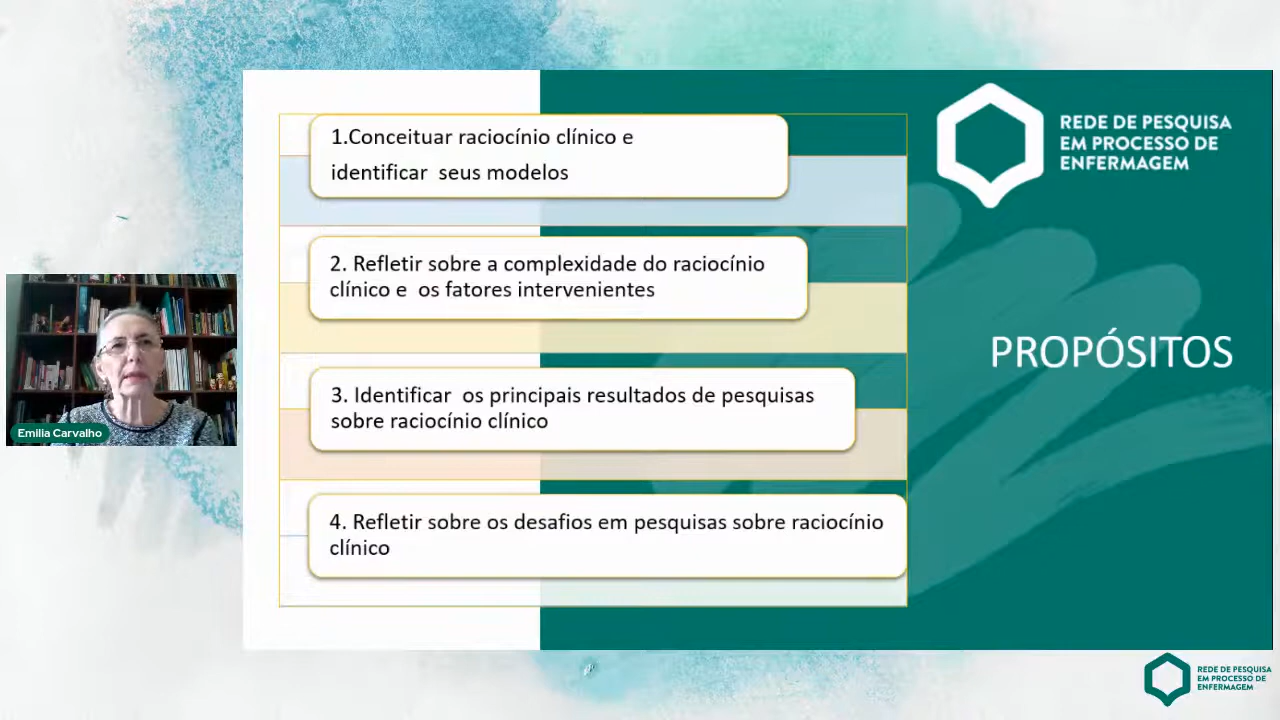 1.Conceituar raciocínio clínico e
identificar seus modelos
2. Refletir sobre a complexidade do raciocínio
clínico e os fatores intervenientes
3. Identificar os principais resultados de pesquisas
sobre raciocínio clínico
4. Refletir sobre os desafios em pesquisas sobre raciocínio
clínico
REDE DE PESQUISA
EM PROCESSO DE
ENFERMAGEM
PROPÓSITOS
Emilia Carvalho
REDE DE PESQUISA
EM PROCESSO DE
ENFERMAGEM